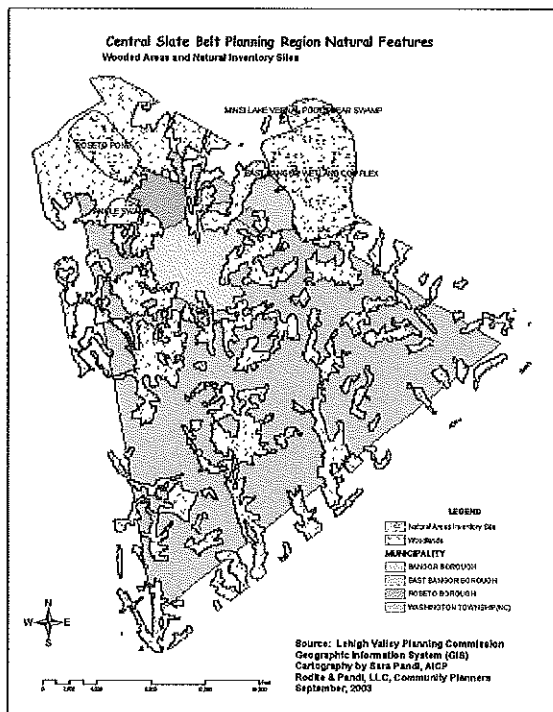 Central Slate Belt Planning Region Natural Features
Wooded Areas and Natural Inventory Sites
ROSETO POND
EAST BANGOR WETLAND COMPLEX
LEGEND
Natural Areas Inventory Site
Woodlands
MUNICIPALITY
BANGOR BOROUGH
EAST BANGOR BOROUGH
ROSETO BOROUGH
WASHINGTON TOWNSHIP(NC)
N
W E
S
Source: Lehigh Valley Planning Commission
Geographic Information System (GIS)
Cartography by Sara Pandl, AICP
Rodite & Pandl, LLC, Community Planners
September, 2003